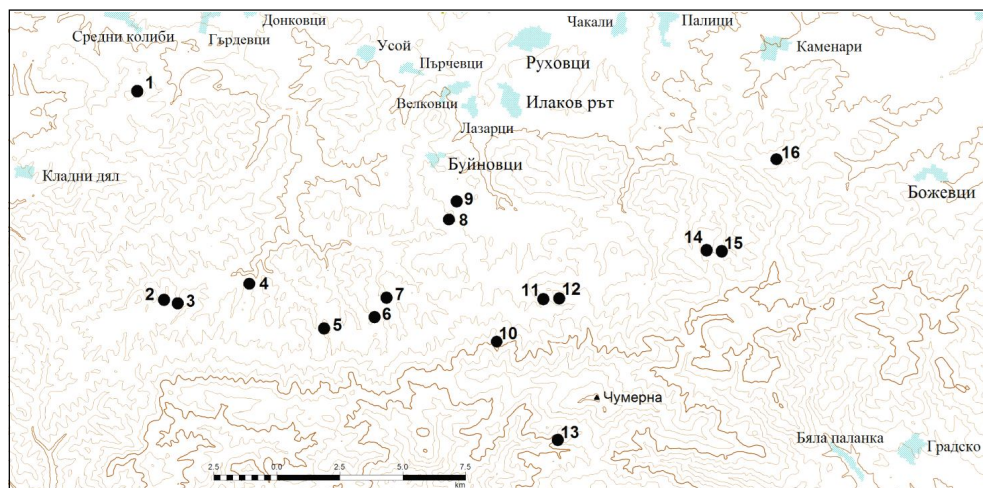 Донковци
Чакали
Палици
Средни колиби
Гърдевци
Усой
Каменари
Пърчевци
Руховци
1
Велковци
Илаков рът
Лазарци
16
Буйновци
Кладни дял
9
Божевци
8
14
15
4
7
2
3
11
12
6
5
10
Чумерна
13
Бяла паланка
Градско
2.5
0.0
2.5
5.0
7.5
km